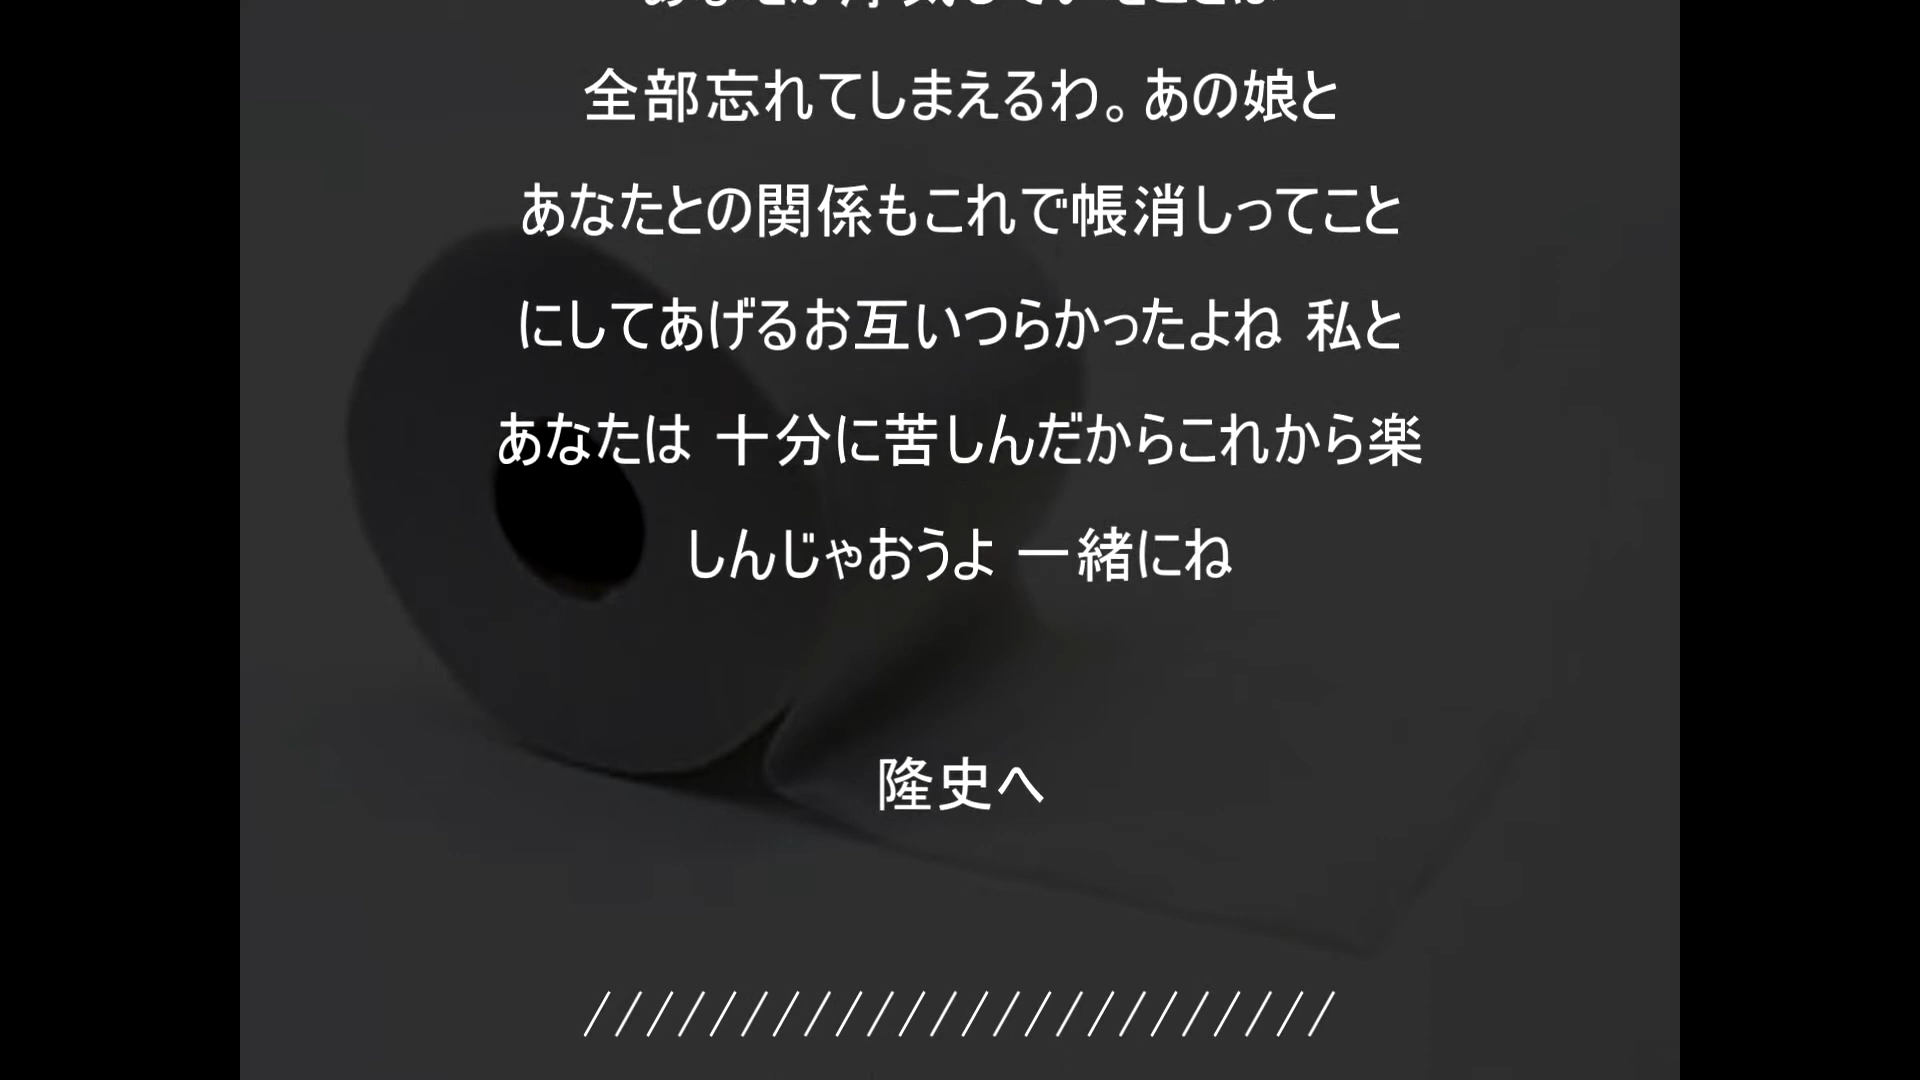 全部忘れてしまえるわ。あの娘と
あなたとの関係もこれで帳消しってこと
にしてあげるお互いつらかったよね 私と
あなたは 十分に苦しんだからこれから楽
しんじゃおうよ 一緒にね
隆史へ
////////////////////////